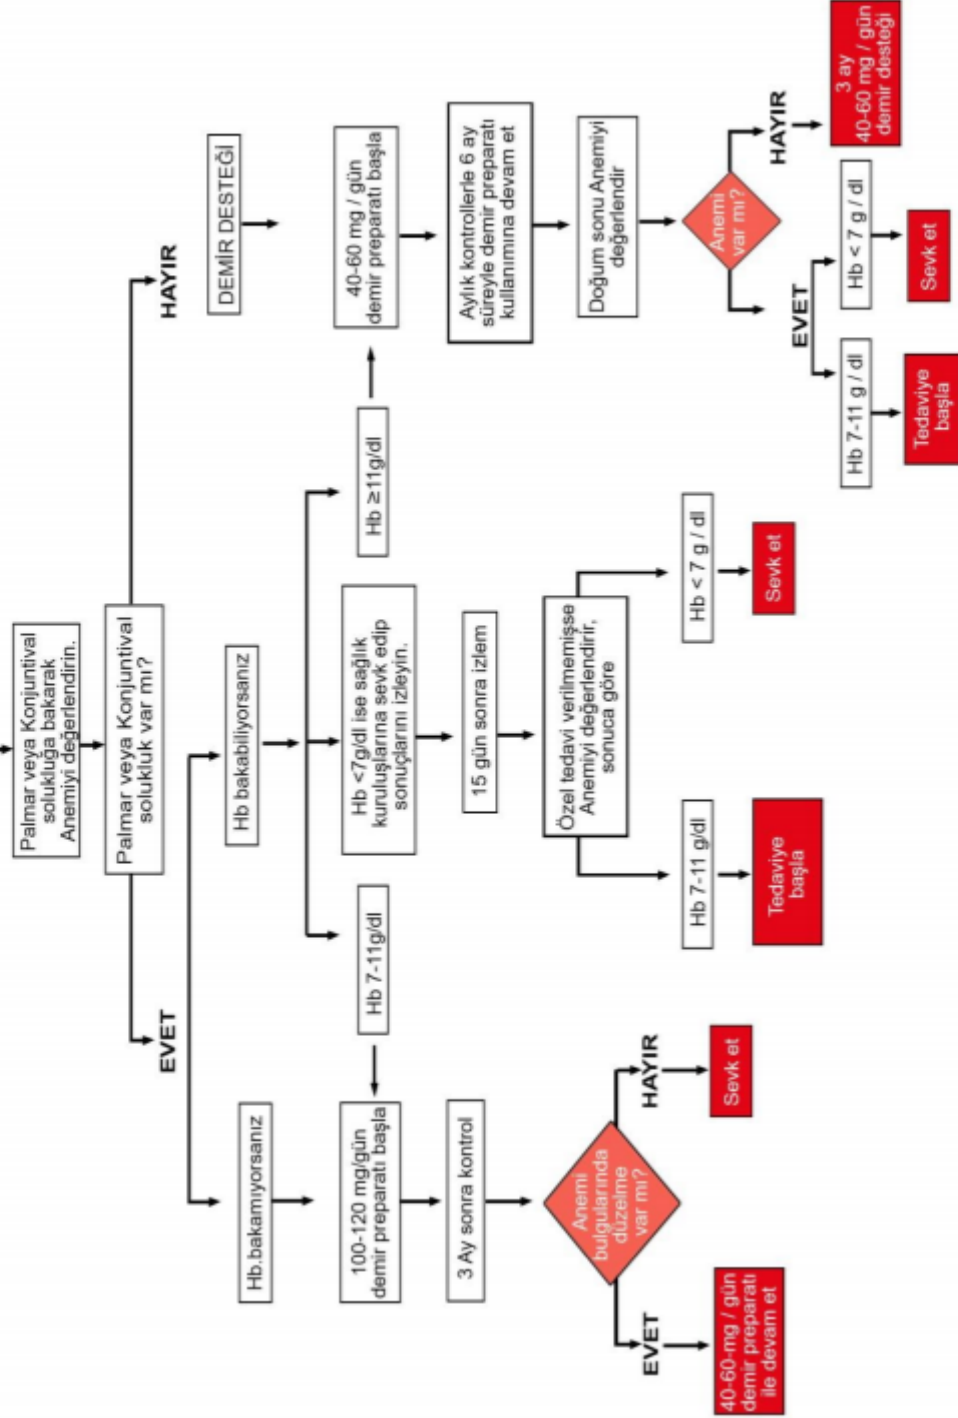 Palmar veya Konjuntival
solukluğa bakarak
Anemiyi değerlendirin.
Palmar veya Konjuntival
solukluk var mı?
EVET
HAYIR
Hb.bakamıyorsanız
Hb bakabiliyorsanız
DEMİR DESTEĞİ
100-120 mg/gün
demir preparatı başla
Hb 7-11g/dl
Hb <7g/dl ise sağlık
kuruluşlarına sevk edip
sonuçlarını izleyin.
Hb ≥11g/dl
40-60 mg / gün
demir preparatı başla
3 Ay sonra kontrol
15 gün sonra izlem
Aylık kontrollerle 6 ay
süreyle demir preparatı
kullanımına devam et
Anemi
bulgularında
düzelme
var mı?
Özel tedavi verilmemişse
Anemiyi değerlendirir,
sonuca göre
Doğum sonu Anemiyi
değerlendir
EVET
HAYIR
Hb 7-11 g/dl
Hb < 7 g / dl
Anemi
var mı?
40-60-mg / gün
demir preparatı
ile devam et
Sevk et
Tedaviye
başla
Sevk et
EVET
HAYIR
Hb 7-11 g / dl
Hb < 7 g / dl
3 ay
40-60 mg / gün
demir desteği
Tedaviye
başla
Sevk et